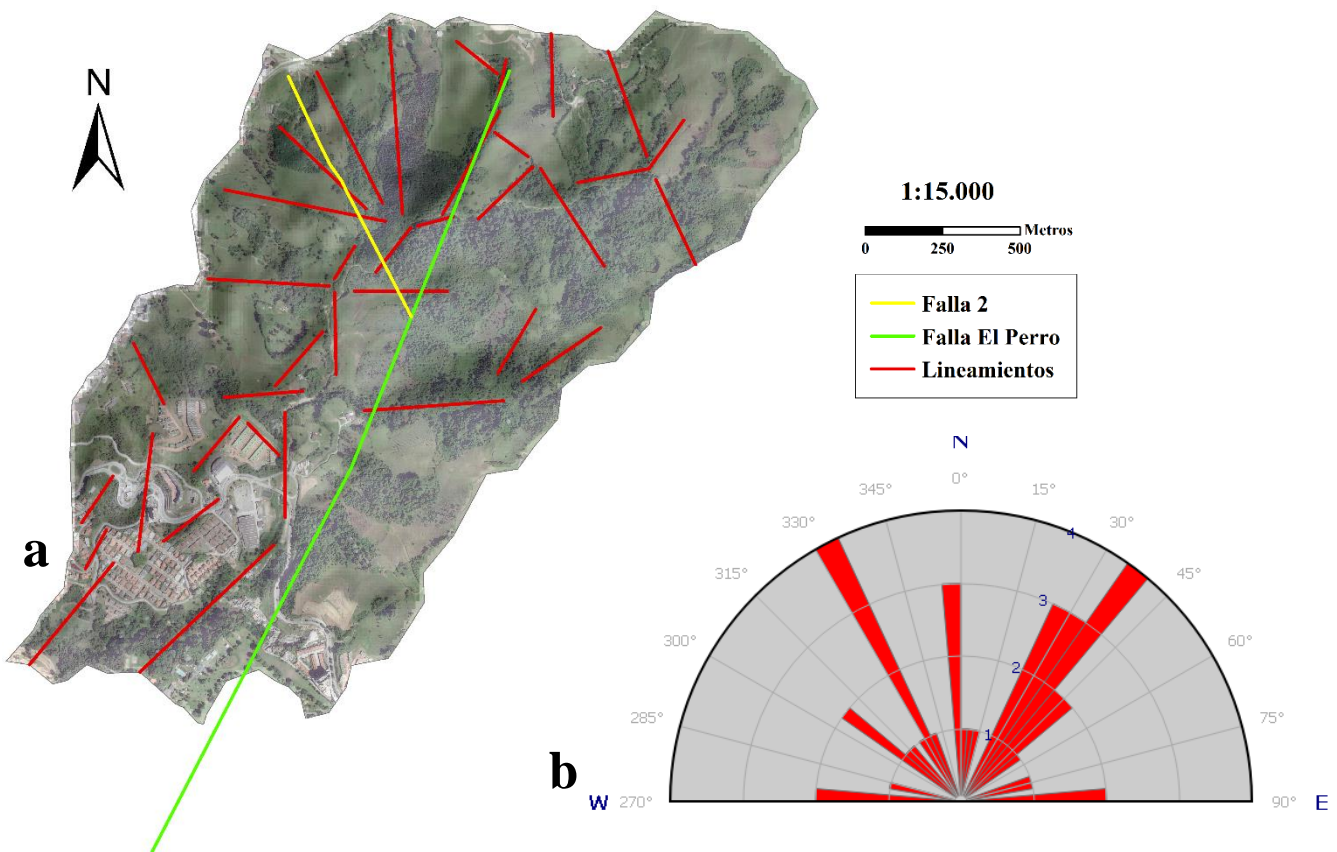 N
1:15.000
Metros
0 250 500
Falla 2
Falla El Perro
Lineamientos
a
N
0°
345° 15°
330° 30°
4
315° 45°
3
300° 60°
2
285° 75°
1
b
W 270° 90° E